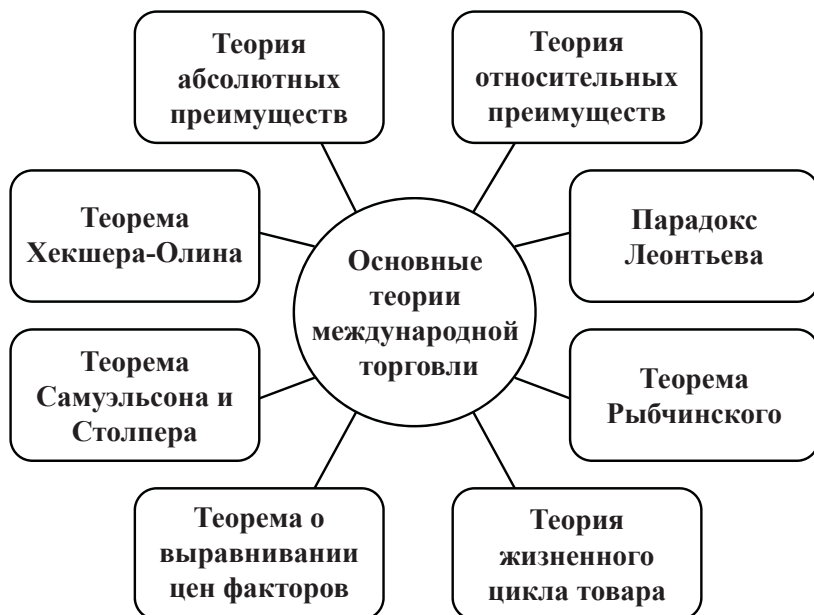 Теория
абсолютных
преимуществ
Теория
относительных
преимуществ
Теорема
Хекшера-Олина
Парадокс
Леонтьева
Основные
теории
международной
торговли
Теорема
Самуэльсона и
Столпера
Теорема
Рыбчинского
Теорема о
выравнивании
цен факторов
Теория
жизненного
цикла товара